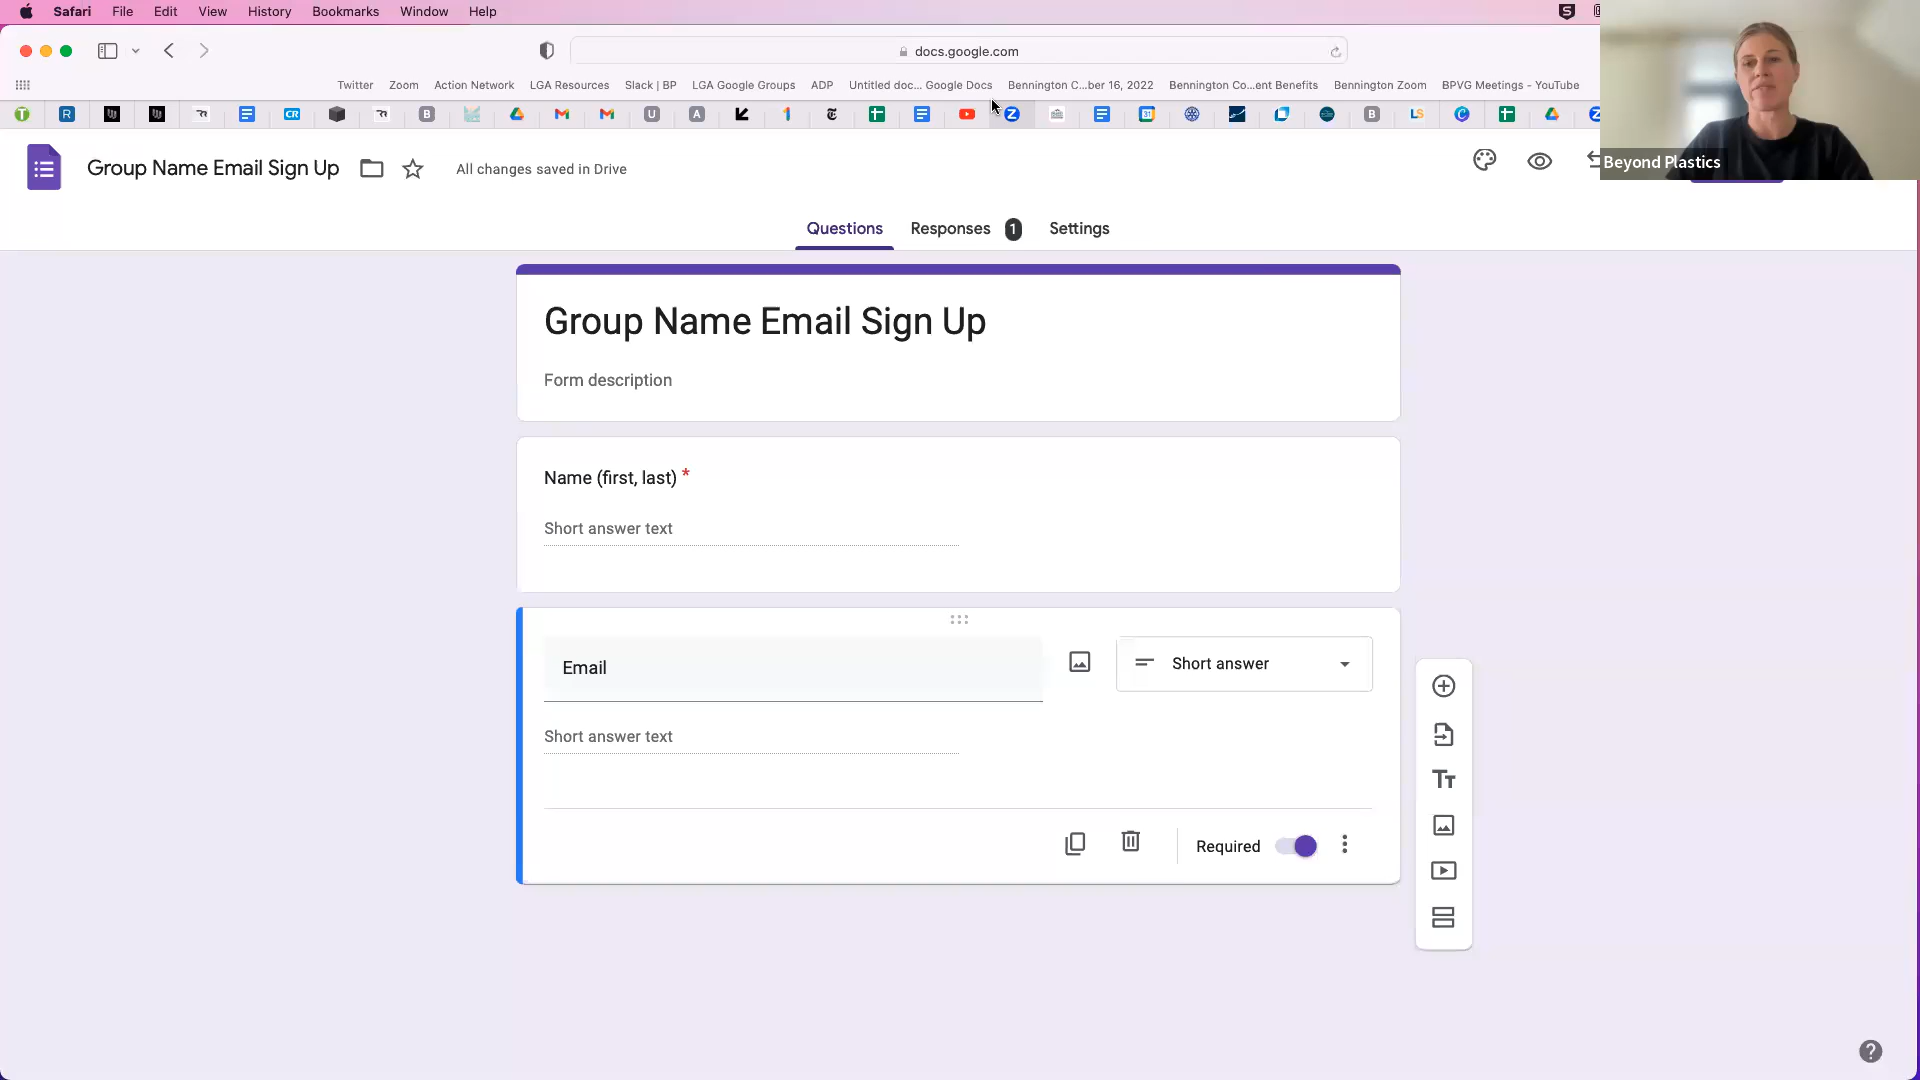 Safari File Edit View History Bookmarks Window Help
docs.google.com
Twitter Zoom Action Network LGA Resources Slack | BP LGA Google Groups ADP Untitled doc... Google Docs Bennington C...ber 16, 2022 Bennington Co...ent Benefits Bennington Zoom BPVG Meetings - YouTube
Group Name Email Sign Up
All changes saved in Drive
Beyond Plastics
Questions Responses 1 Settings
Group Name Email Sign Up
Form description
Name (first, last) *
Short answer text
Email
Short answer
Short answer text
Required